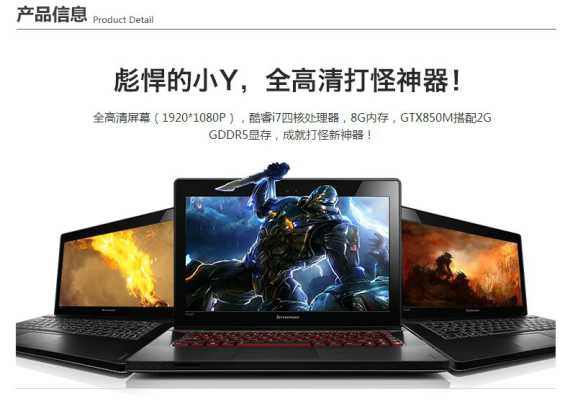 产品信息 Product Detail
彪悍的小Y，全高清打怪神器！
全高清屏幕（1920*1080P），酷睿i7四核处理器，8G内存，GTX850M搭配2G
GDDR5显存，成就打怪新神器！
lenovo